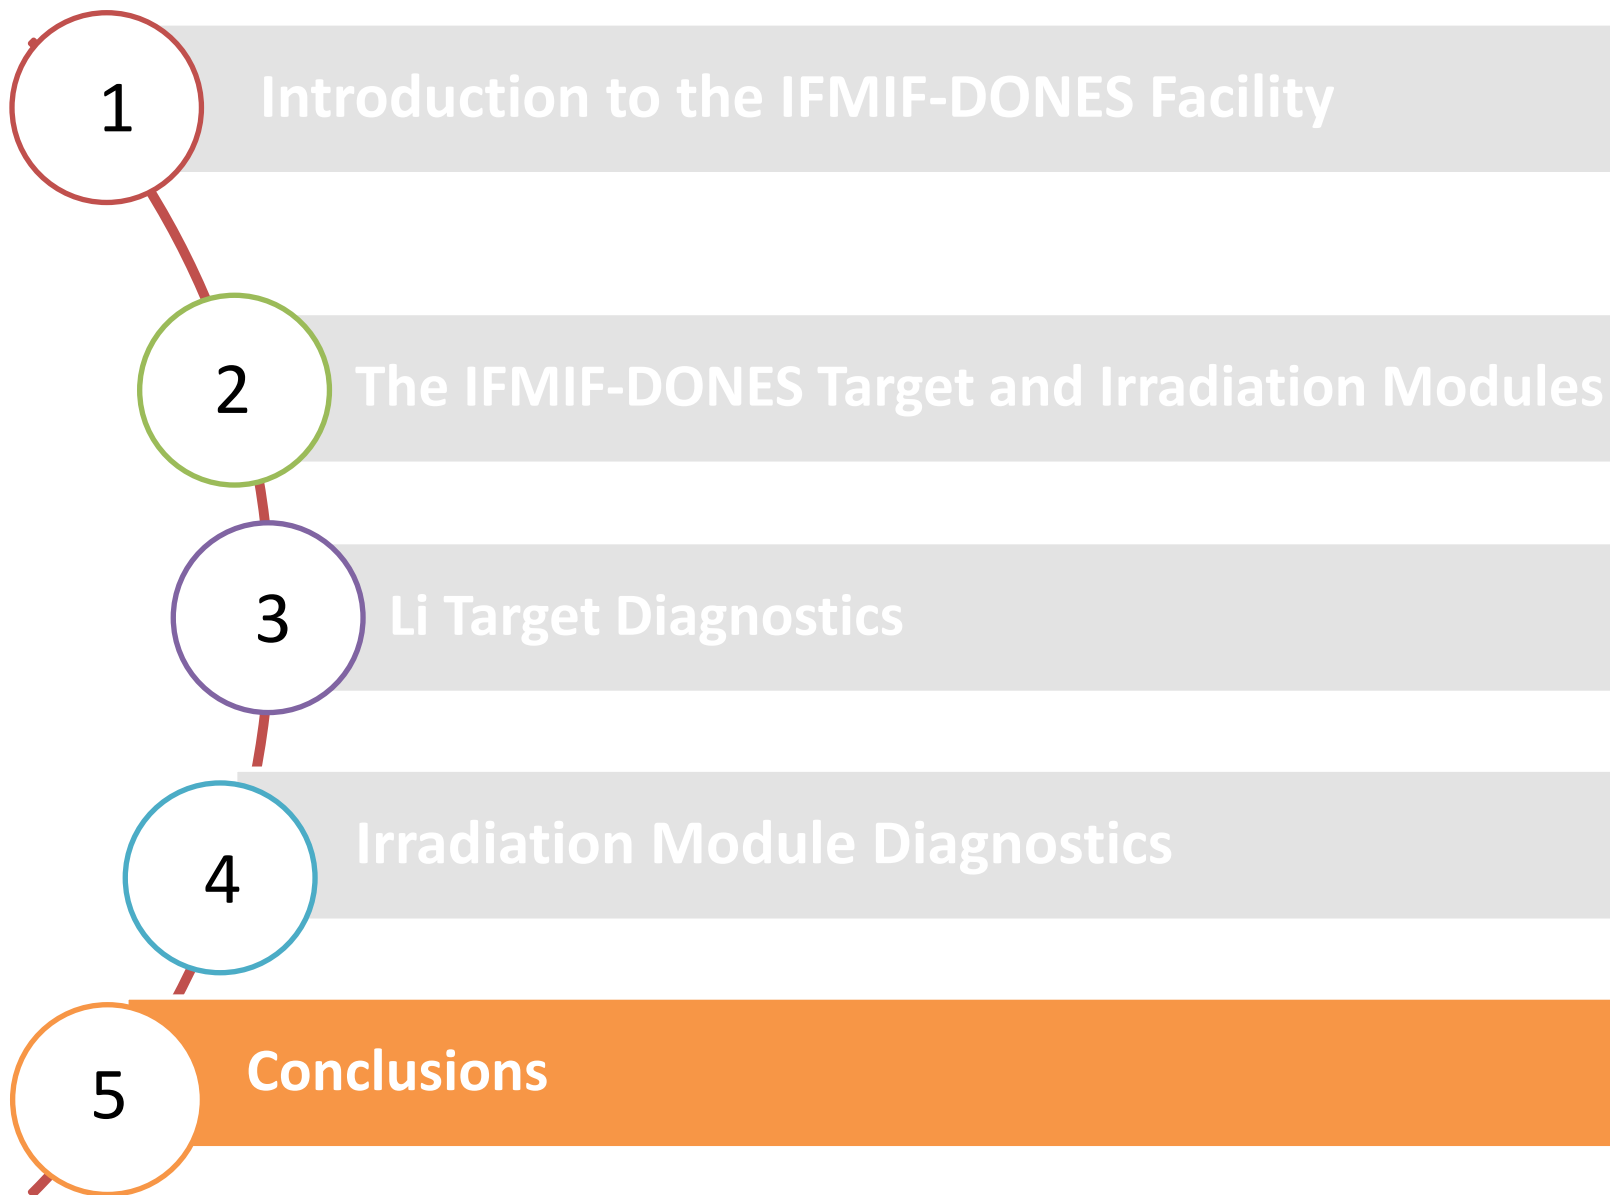 1
Introduction to the IFMIF-DONES Facility
2
The IFMIF-DONES Target and Irradiation Modules
3
Li Target Diagnostics
4
Irradiation Module Diagnostics
5
Conclusions